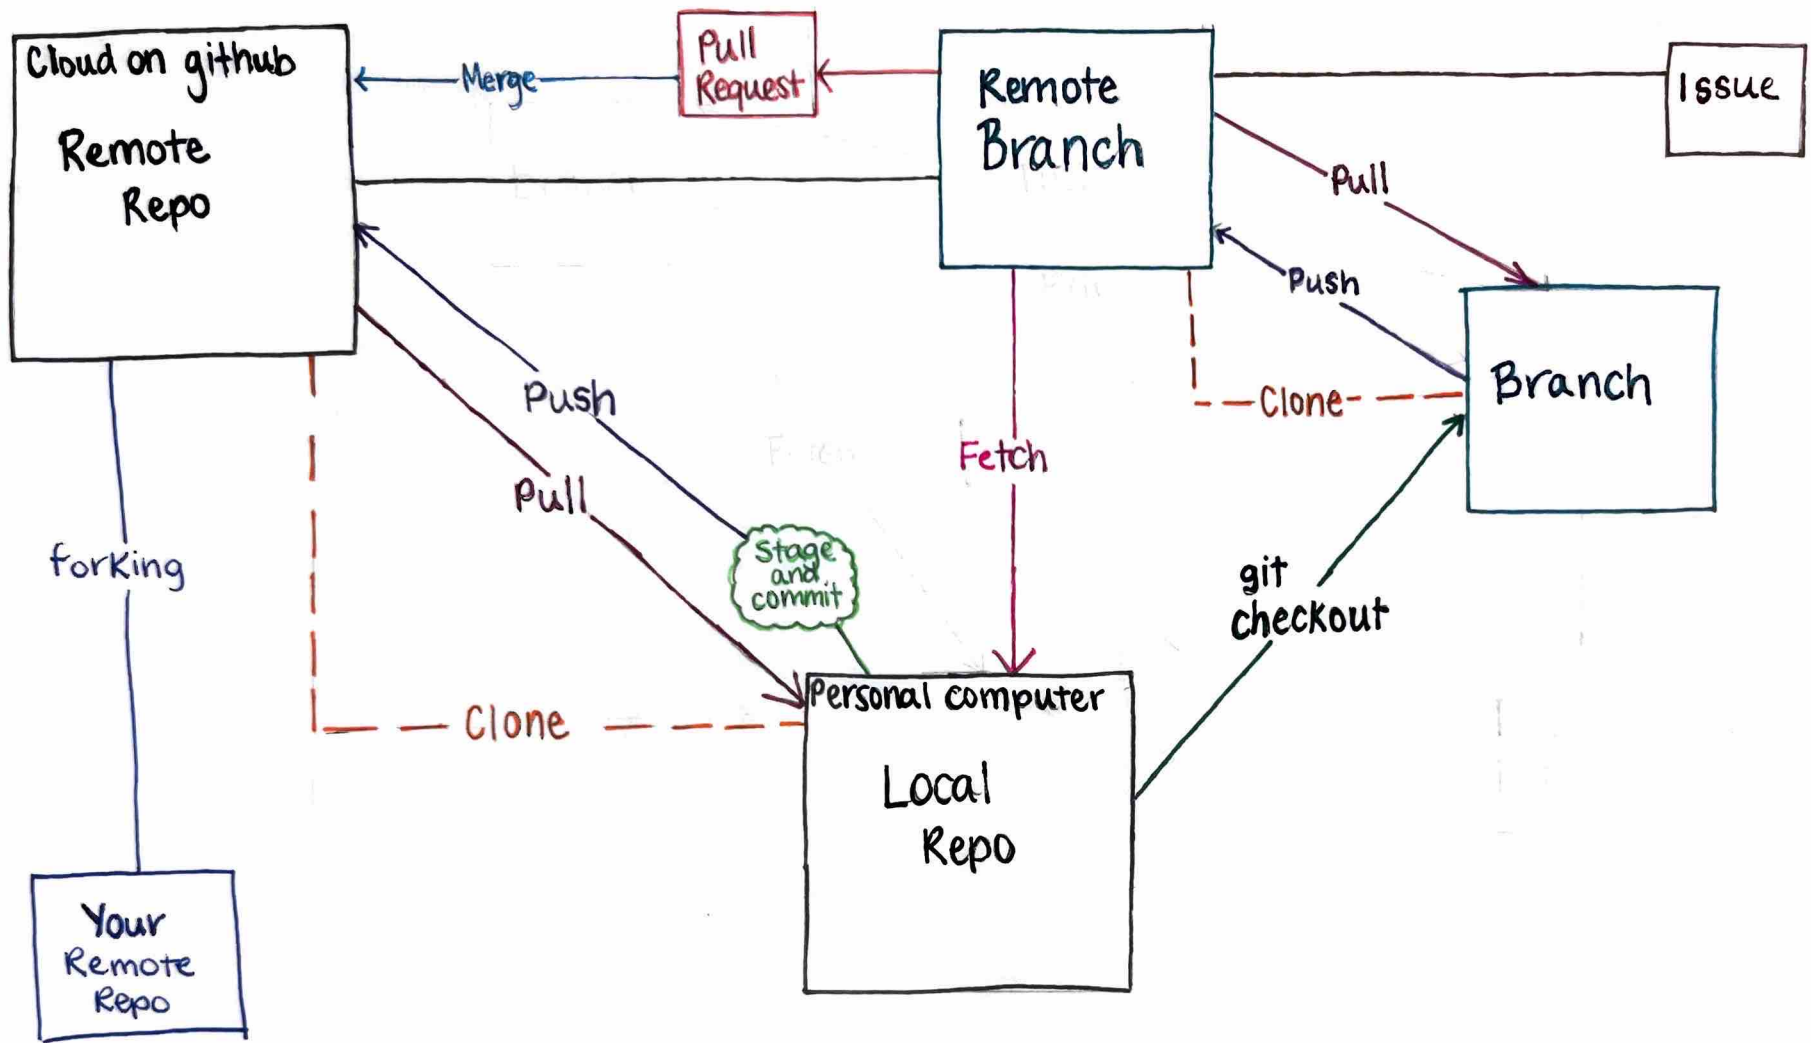 Cloud on github
Remote
Repo
Merge
Pull
Request
Remote
Branch
Issue
Pull
Push
Branch
Clone
Push
Pull
Fetch
forking
Stage
and
commit
git
checkout
Clone
Personal computer
Local
Repo
Your
Remote
Repo